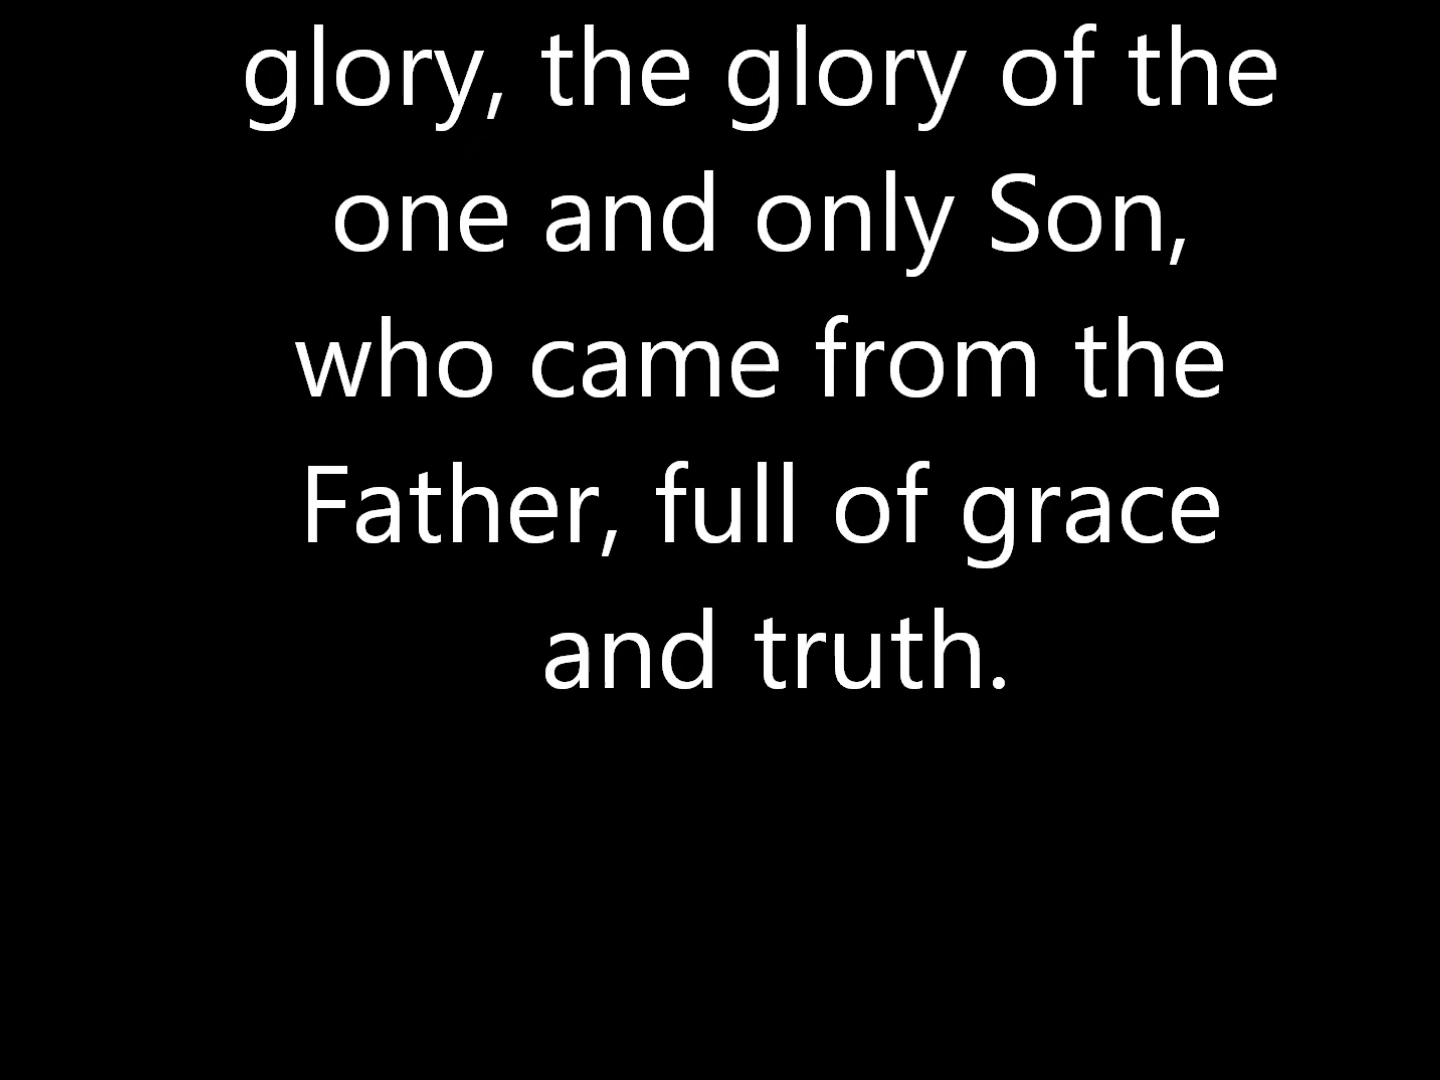 glory, the glory of the
one and only Son,
who came from the
Father, full of grace
and truth.